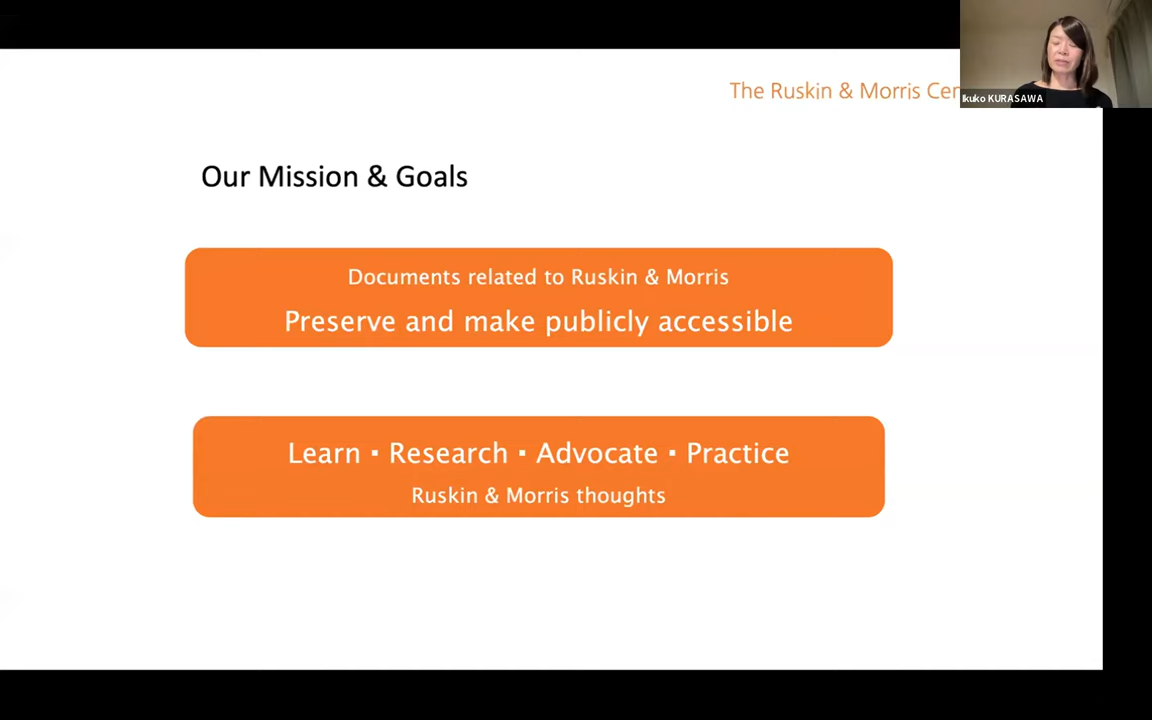 The Ruskin & Morris Cen
Ikuko KURASAWA
Our Mission & Goals
Documents related to Ruskin & Morris
Preserve and make publicly accessible
Learn ▪ Research ▪ Advocate ▪ Practice
Ruskin & Morris thoughts